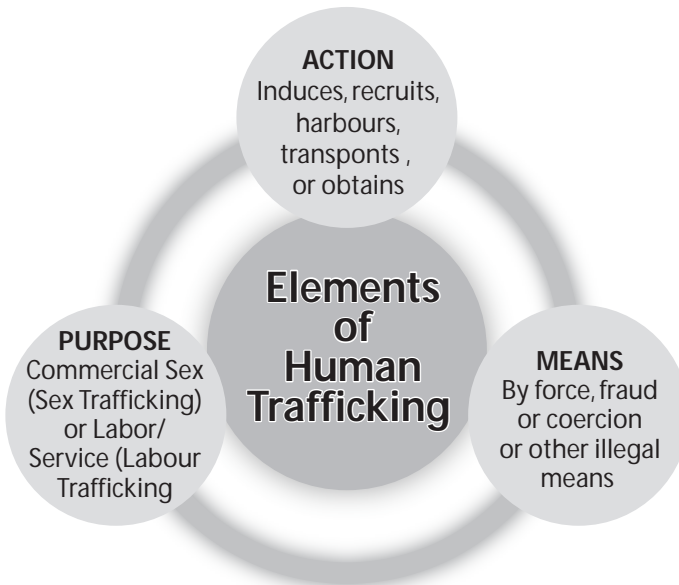 ACTION
Induces, recruits,
harbours,
transponts ,
or obtains
Elements
of
Human
Trafficking
PURPOSE
Commercial Sex
(Sex Trafficking)
or Labor/
Service (Labour
Trafficking
MEANS
By force, fraud
or coercion
or other illegal
means